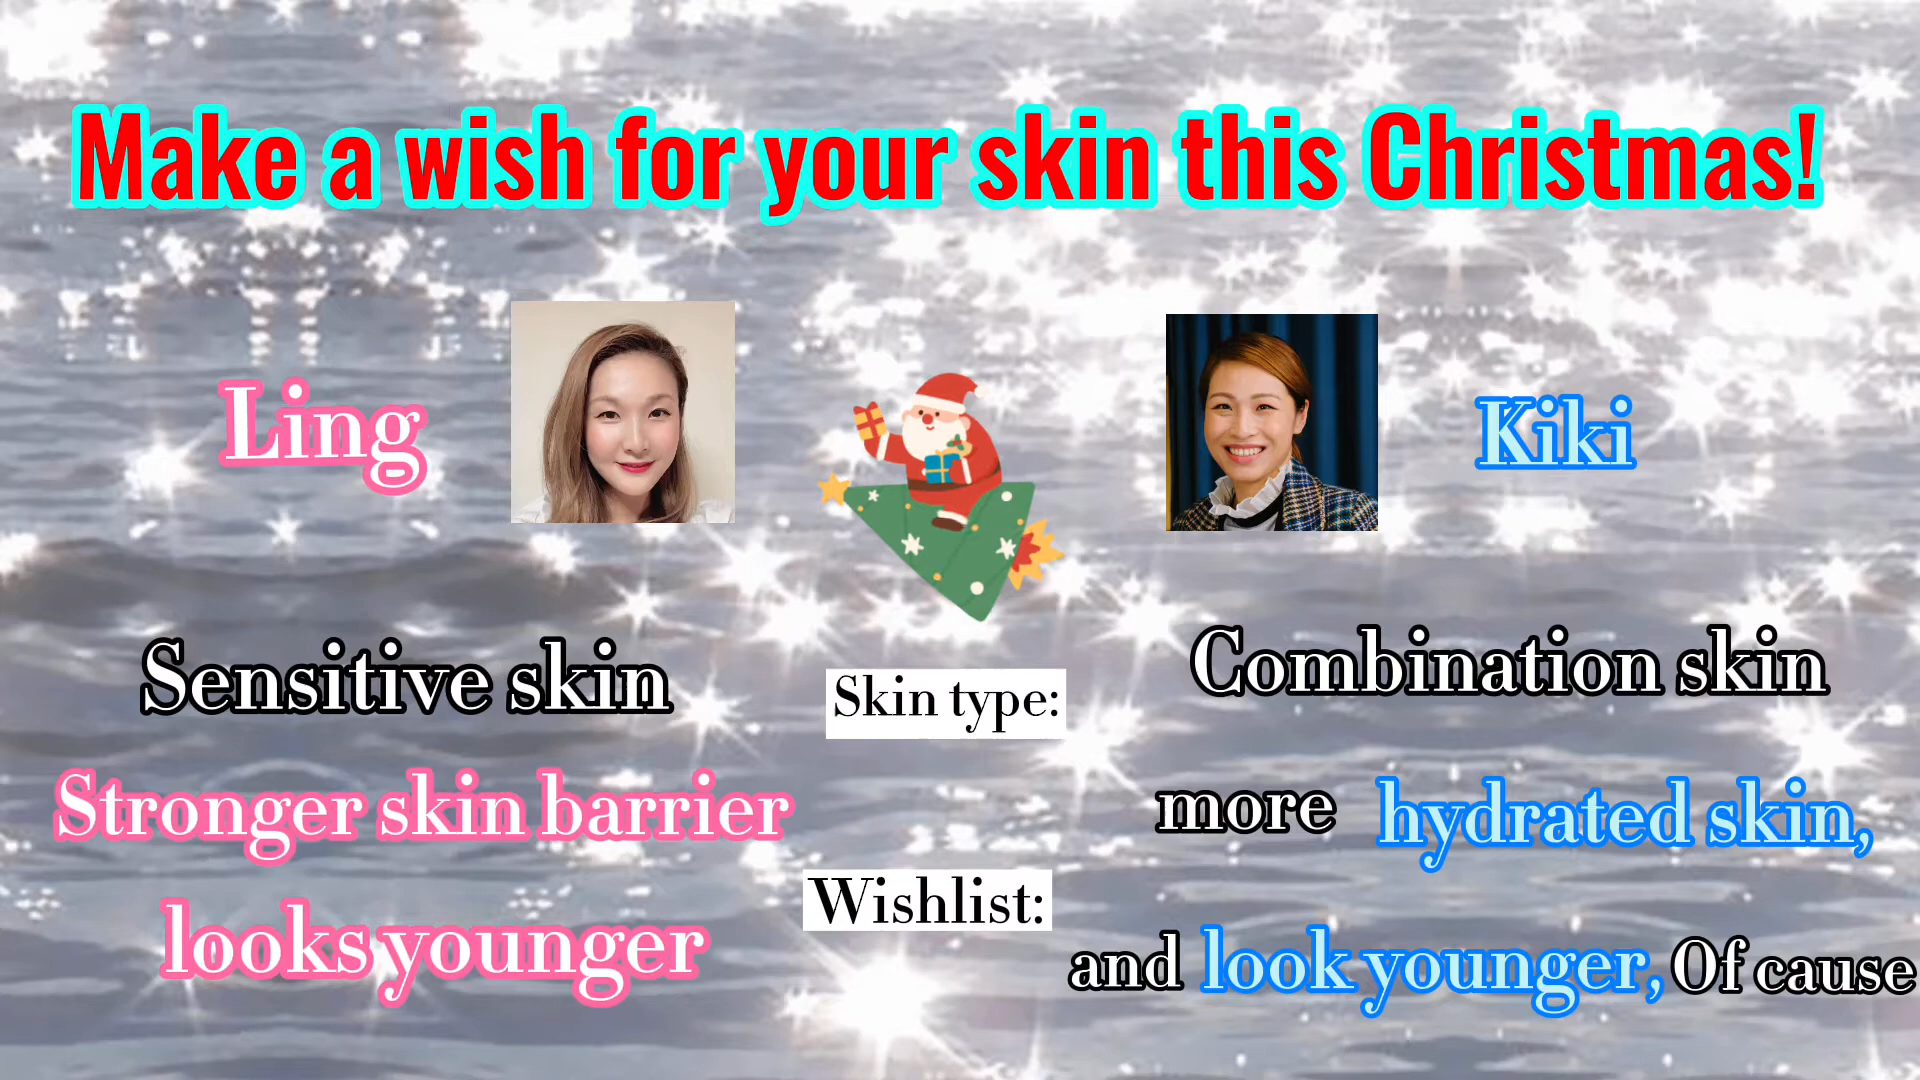 Make a wish for your skin this Christmas!
Ling
Kiki
Sensitive skin
Skin type:
Combination skin
Stronger skin barrier
looks younger
Wishlist:
more hydrated skin,
and look younger, Of cause